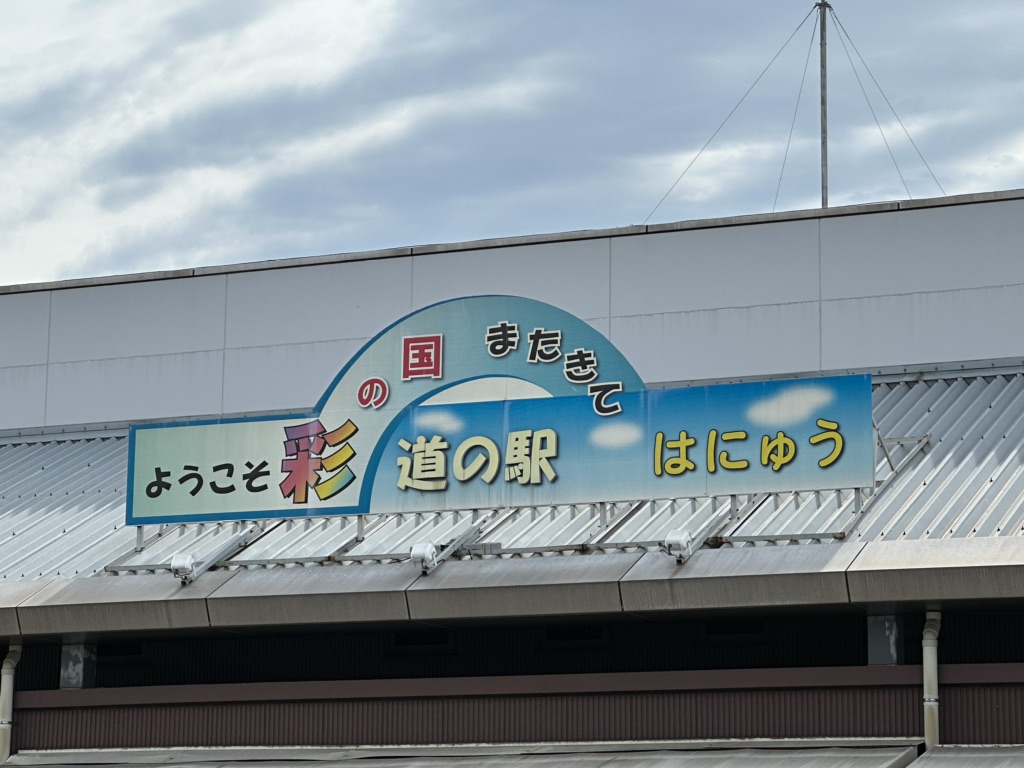 ようこそ彩の国
またきて
道の駅 はにゅう